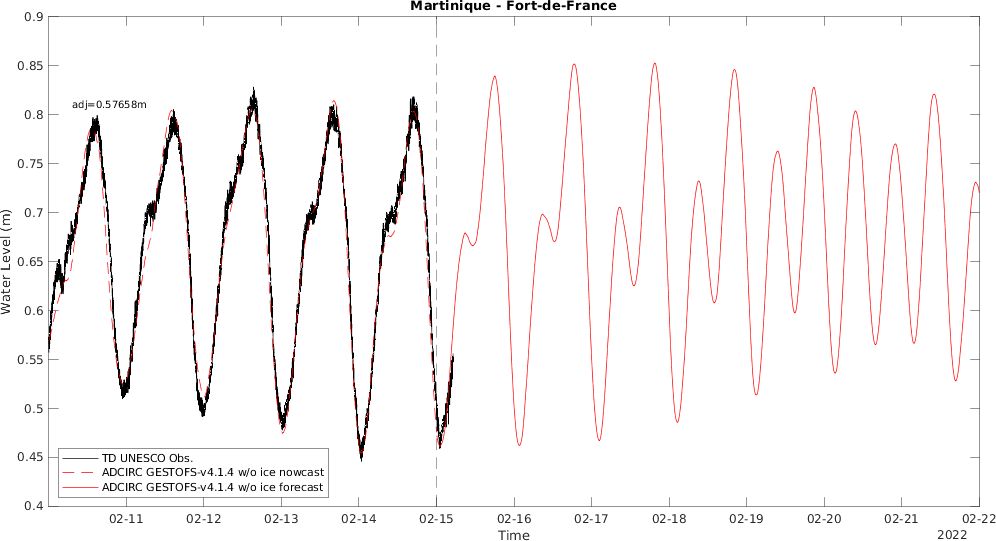 Martinique - Fort-de-France
0.9
0.85
0.8
0.75
0.7
0.65
0.6
0.55
0.5
0.45
0.4
Water Level (m)
adj=0.57658m
TD UNESCO Obs.
ADCIRC GESTOFS-v4.1.4 w/o ice nowcast
ADCIRC GESTOFS-v4.1.4 w/o ice forecast
02-11 02-12 02-13 02-14 02-15 02-16 02-17 02-18 02-19 02-20 02-21 02-22
Time
2022